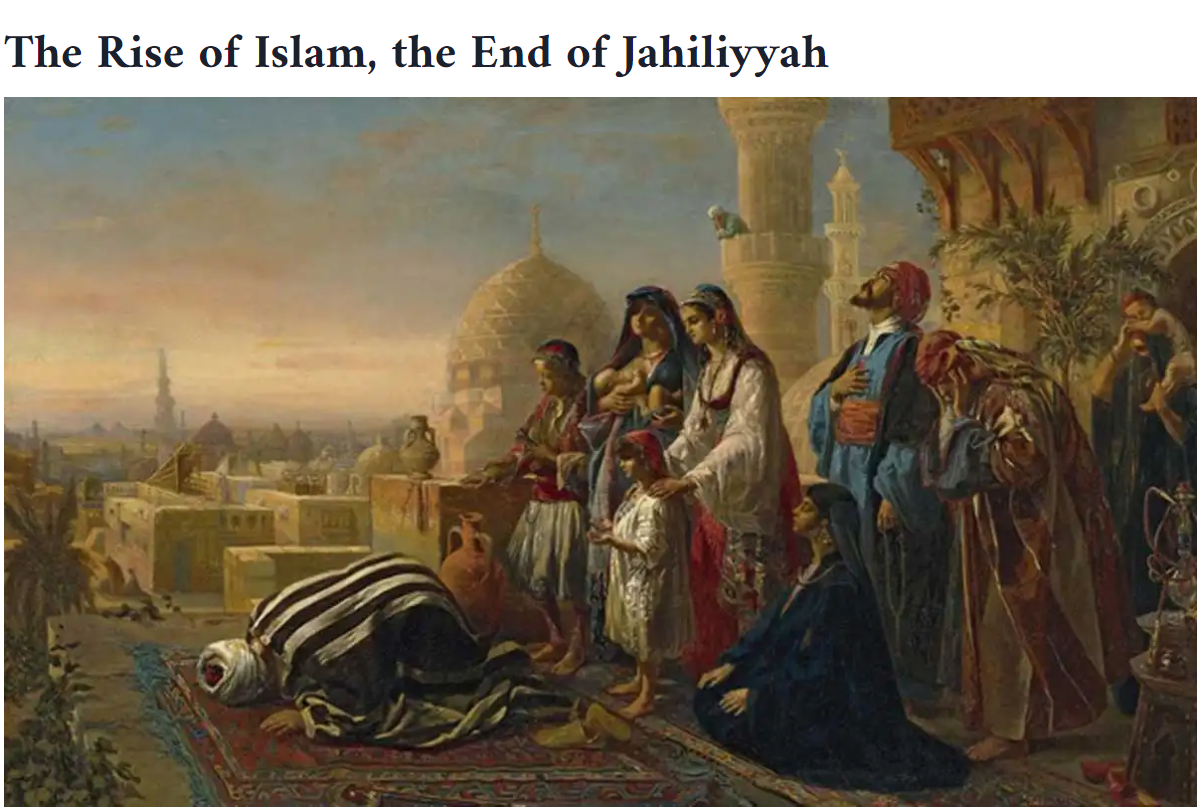 The Rise of Islam, the End of Jahiliyyah